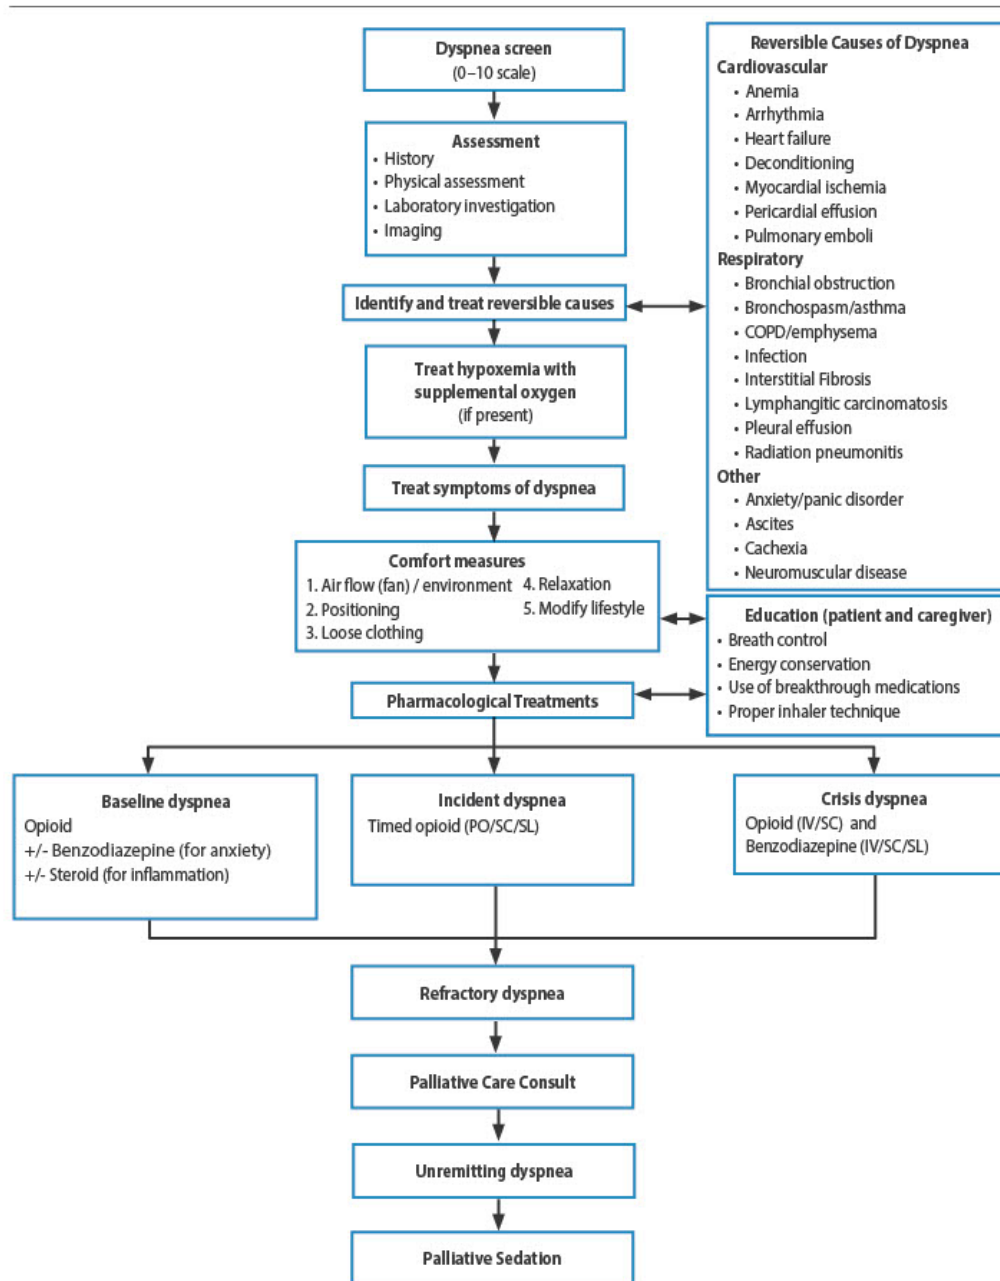 Dyspnea screen
(0–10 scale)
Assessment
• History
• Physical assessment
• Laboratory investigation
• Imaging
Identify and treat reversible causes
Treat hypoxemia with
supplemental oxygen
(if present)
Treat symptoms of dyspnea
Comfort measures
1. Air flow (fan) / environment
2. Positioning
3. Loose clothing
4. Relaxation
5. Modify lifestyle
Pharmacological Treatments
Reversible Causes of Dyspnea
Cardiovascular
• Anemia
• Arrhythmia
• Heart failure
• Deconditioning
• Myocardial ischemia
• Pericardial effusion
• Pulmonary emboli
Respiratory
• Bronchial obstruction
• Bronchospasm/asthma
• COPD/emphysema
• Infection
• Interstitial Fibrosis
• Lymphangitic carcinomatosis
• Pleural effusion
• Radiation pneumonitis
Other
• Anxiety/panic disorder
• Ascites
• Cachexia
• Neuromuscular disease
Education (patient and caregiver)
• Breath control
• Energy conservation
• Use of breakthrough medications
• Proper inhaler technique
Baseline dyspnea
Opioid
+/- Benzodiazepine (for anxiety)
+/- Steroid (for inflammation)
Incident dyspnea
Timed opioid (PO/SC/SL)
Crisis dyspnea
Opioid (IV/SC) and
Benzodiazepine (IV/SC/SL)
Refractory dyspnea
Palliative Care Consult
Unremitting dyspnea
Palliative Sedation